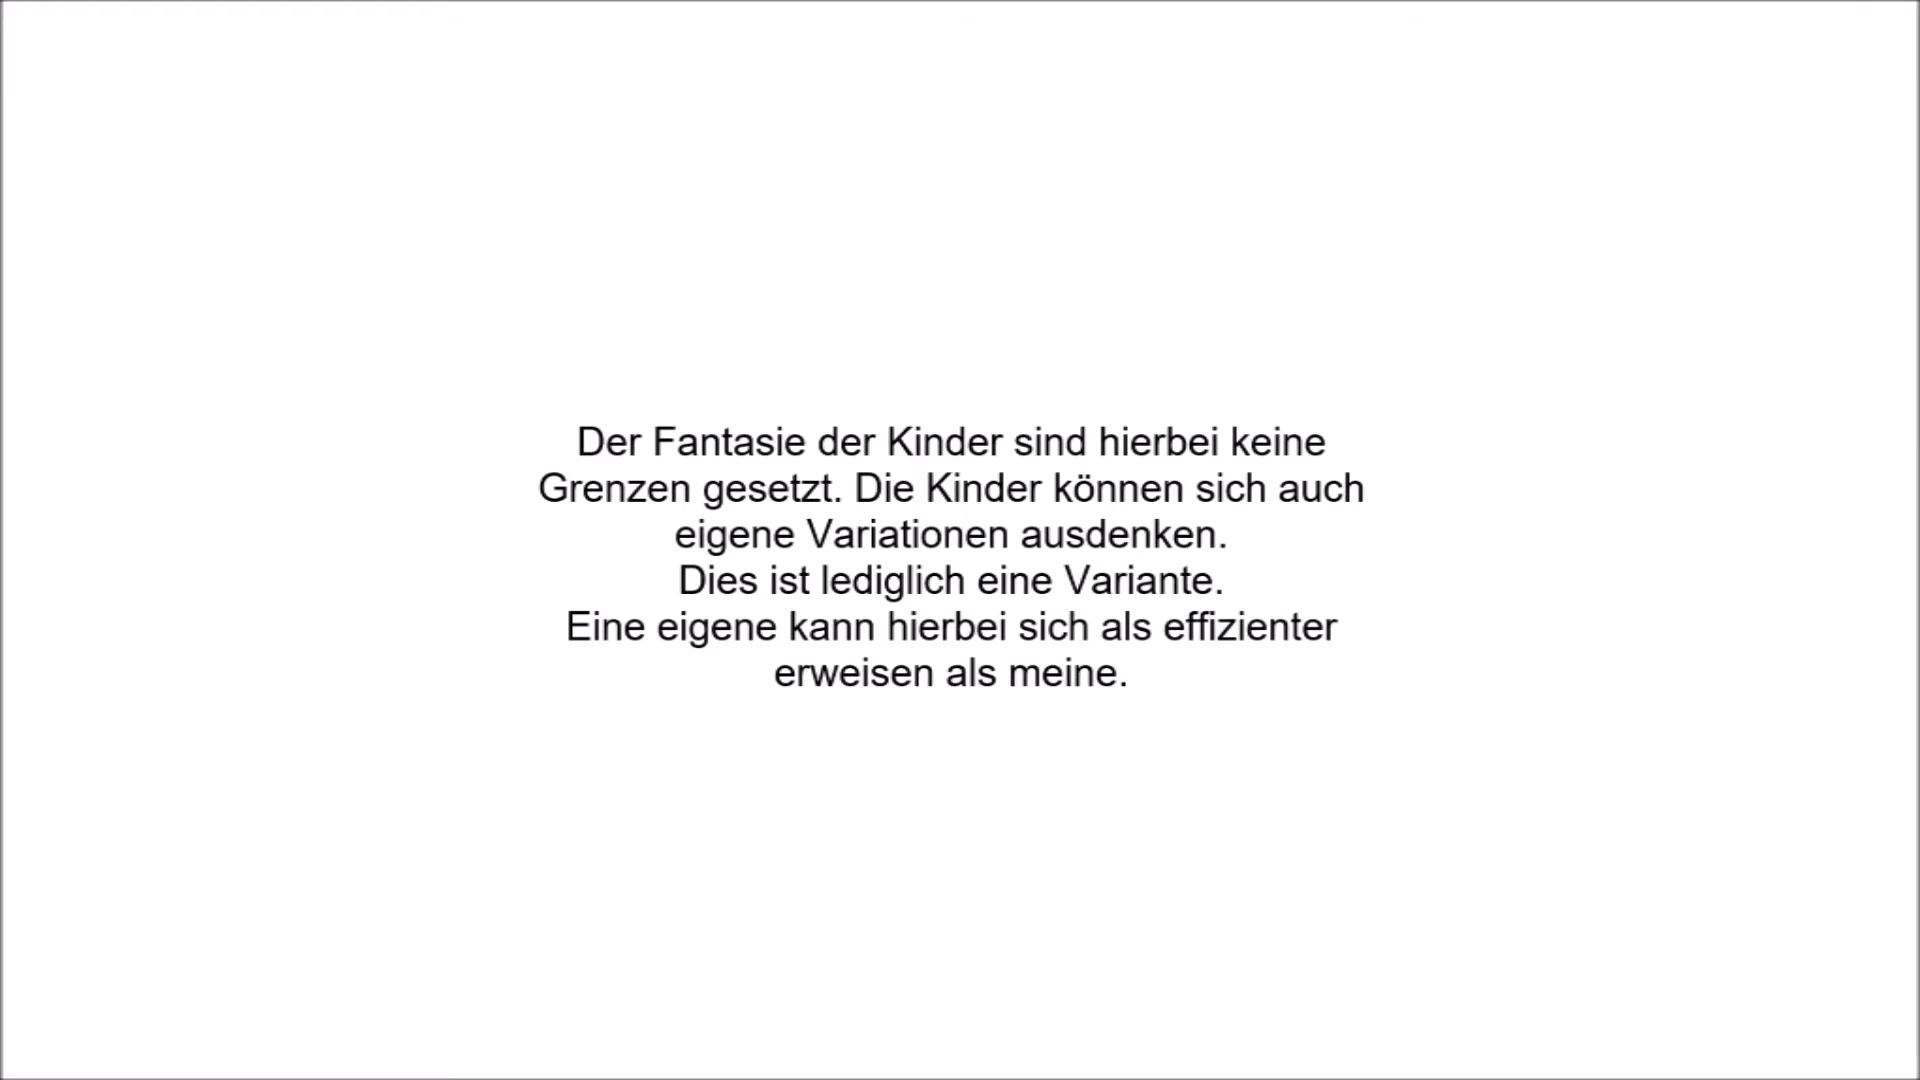 Der Fantasie der Kinder sind hierbei keine
Grenzen gesetzt. Die Kinder können sich auch
eigene Variationen ausdenken.
Dies ist lediglich eine Variante.
Eine eigene kann hierbei sich als effizienter
erweisen als meine.